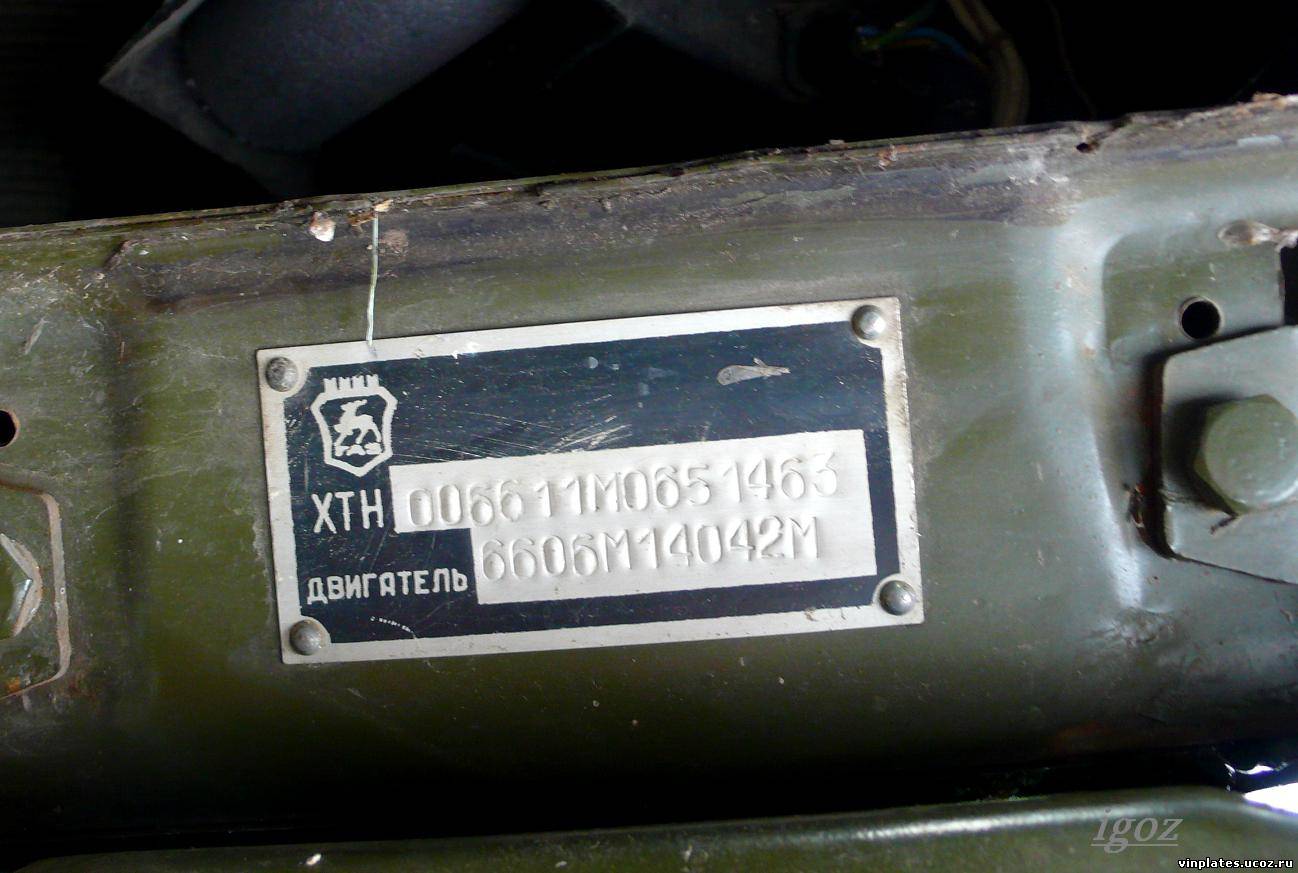 ГАЗ
ХТН 006611М0651463
ДВИГАТЕЛЬ 6606М14042М
igoz
vinplates.ucoz.ru